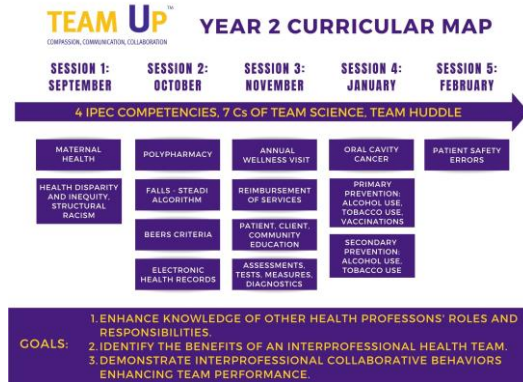 TEAM UP™
COMPASSION, COMMUNICATION, COLLABORATION
YEAR 2 CURRICULAR MAP
SESSION 1:
SEPTEMBER
SESSION 2:
OCTOBER
SESSION 3:
NOVEMBER
SESSION 4:
JANUARY
SESSION 5:
FEBRUARY
4 IPEC COMPETENCIES, 7 Cs OF TEAM SCIENCE, TEAM HUDDLE
MATERNAL
HEALTH
HEALTH DISPARITY
AND INEQUITY,
STRUCTURAL
RACISM
POLYPHARMACY
FALLS - STEADI
ALGORITHM
BEERS CRITERIA
ELECTRONIC
HEALTH RECORDS
ANNUAL
WELLNESS VISIT
REIMBURSEMENT
OF SERVICES
PATIENT, CLIENT,
COMMUNITY
EDUCATION
ASSESSMENTS,
TESTS, MEASURES,
DIAGNOSTICS
ORAL CAVITY
CANCER
PRIMARY
PREVENTION:
ALCOHOL USE,
TOBACCO USE,
VACCINATIONS
SECONDARY
PREVENTION:
ALCOHOL USE,
TOBACCO USE
PATIENT SAFETY
ERRORS
GOALS:
1. ENHANCE KNOWLEDGE OF OTHER HEALTH PROFESSONS' ROLES AND
RESPONSIBILITIES.
2. IDENTIFY THE BENEFITS OF AN INTERPROFESSIONAL HEALTH TEAM.
3. DEMONSTRATE INTERPROFESSIONAL COLLABORATIVE BEHAVIORS
ENHANCING TEAM PERFORMANCE.